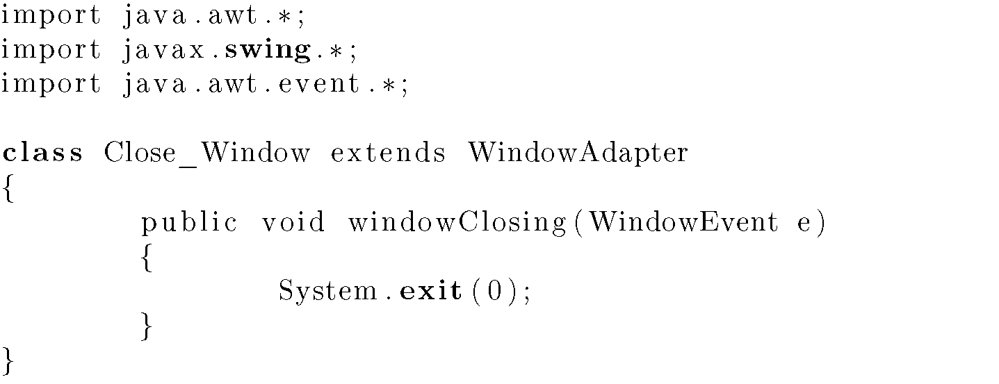 import java.awt.*;
import javax.swing.*;
import java.awt.event.*;

class Close_Window extends WindowAdapter
{
        public void windowClosing(WindowEvent e)
        {
                System.exit(0);
        }
}